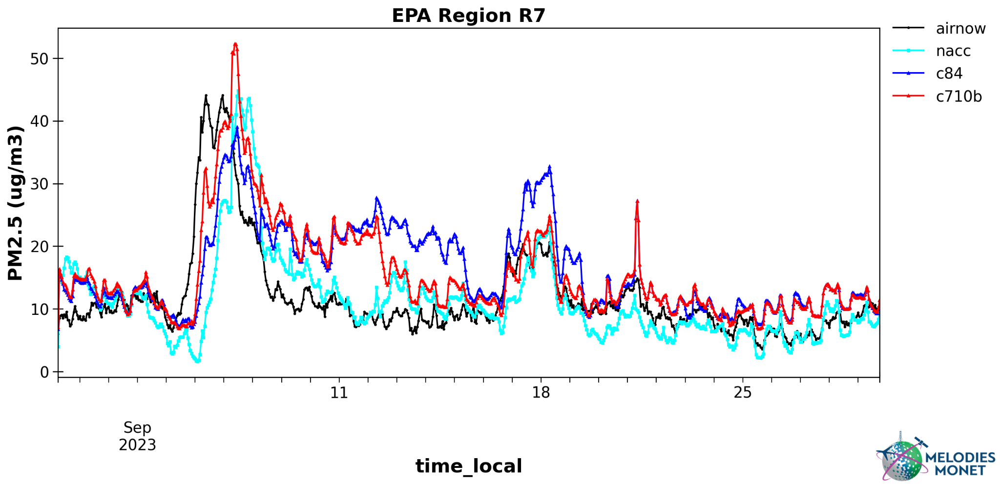 EPA Region R7
airnow
nacc
c84
c710b
PM2.5 (ug/m3)
50
40
30
20
10
0
11
18
25
Sep
2023
time_local
MELODIES
MONET